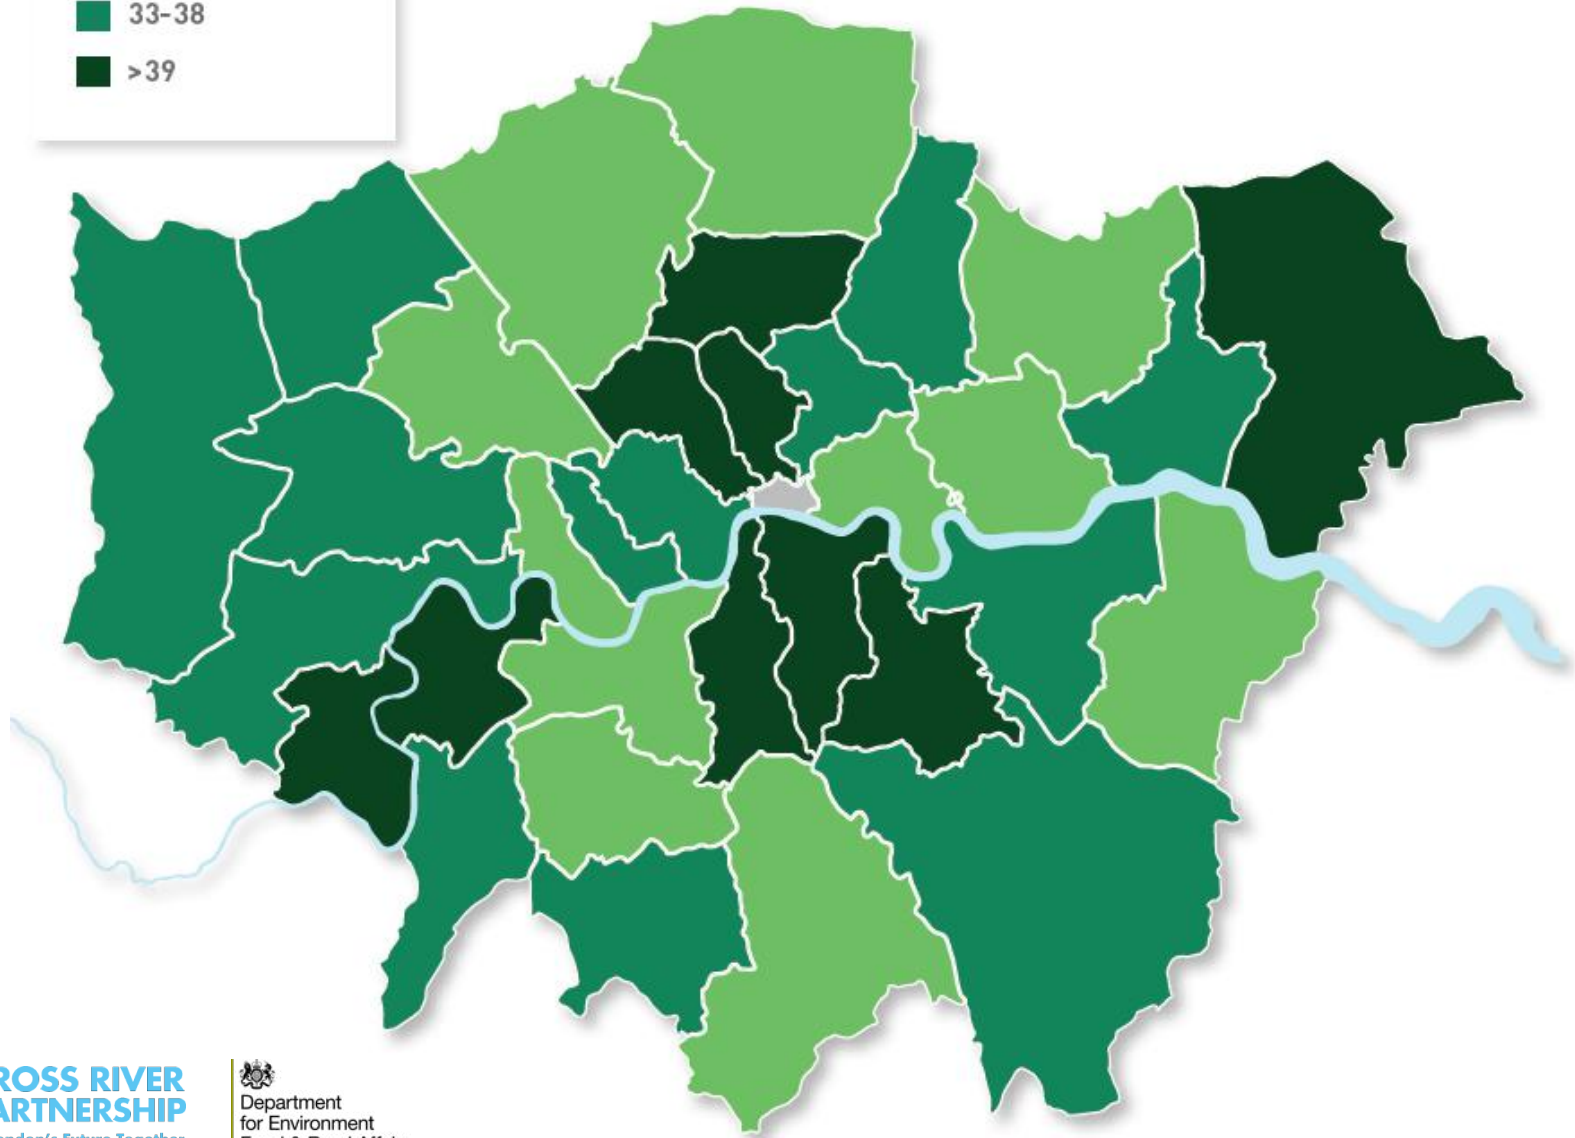 33-38
>39
ROSS RIVER
ARTNERSHIP
Department
for Environment